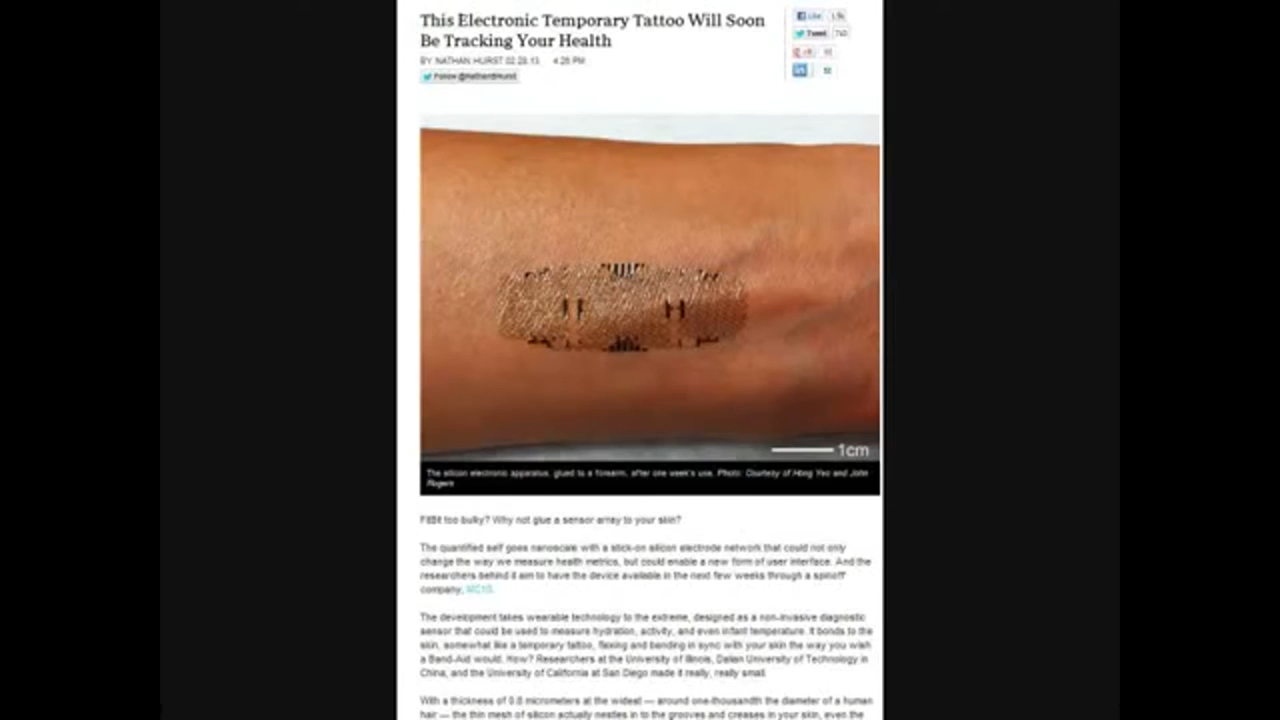 This Electronic Temporary Tattoo Will Soon
Be Tracking Your Health
BY NATHAN HURST 02.28.13 4:25 PM
Follow @NathanBHurst
Like
Tweet
1cm
The silicon electronic apparatus, glued to a forearm, after one week's use. Photo: Courtesy of Hong Yeo and John
Rogers
FitBit too bulky? Why not glue a sensor array to your skin?
The quantified self goes nanoscale with a stick-on silicon electrode network that could not only
change the way we measure health metrics, but could enable a new form of user interface. And the
researchers behind it aim to have the device available in the next few weeks through a spinoff
company, MC10.
The development takes wearable technology to the extreme, designed as a non-invasive diagnostic
sensor that could be used to measure hydration, activity, and even infant temperature. It bonds to the
skin, somewhat like a temporary tattoo, flexing and bending in sync with your skin the way you wish
a Band-Aid would. How? Researchers at the University of Illinois, Dalian University of Technology in
China, and the University of California at San Diego made it really, really small.
With a thickness of 0.8 micrometers at the widest — around one-thousandth the diameter of a human
hair — the thin mesh of silicon actually nestles in to the grooves and creases in your skin, even the